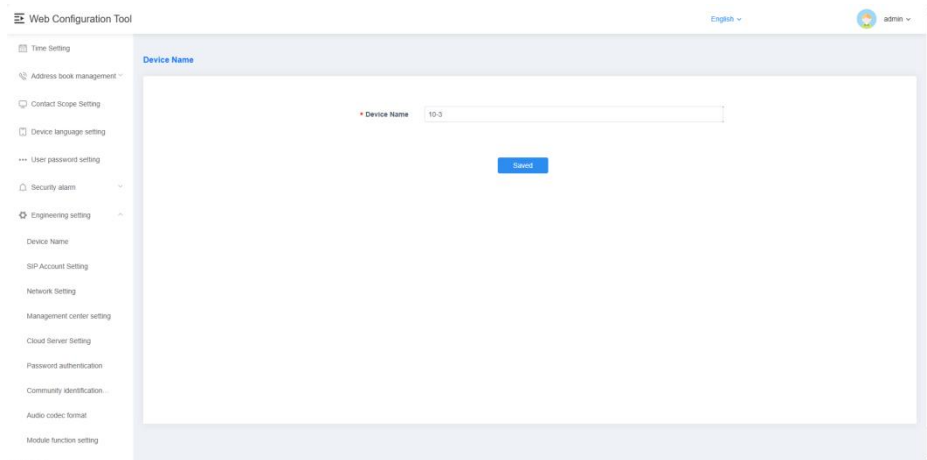 Web Configuration Tool
English
admin
Time Setting
Address book management
Contact Scope Setting
Device language setting
User password setting
Security alarm
Engineering setting
Device Name
SIP Account Setting
Network Setting
Management center setting
Cloud Server Setting
Password authentication
Community identification...
Audio codec format
Module function setting
Device Name
* Device Name 10-3
Saved